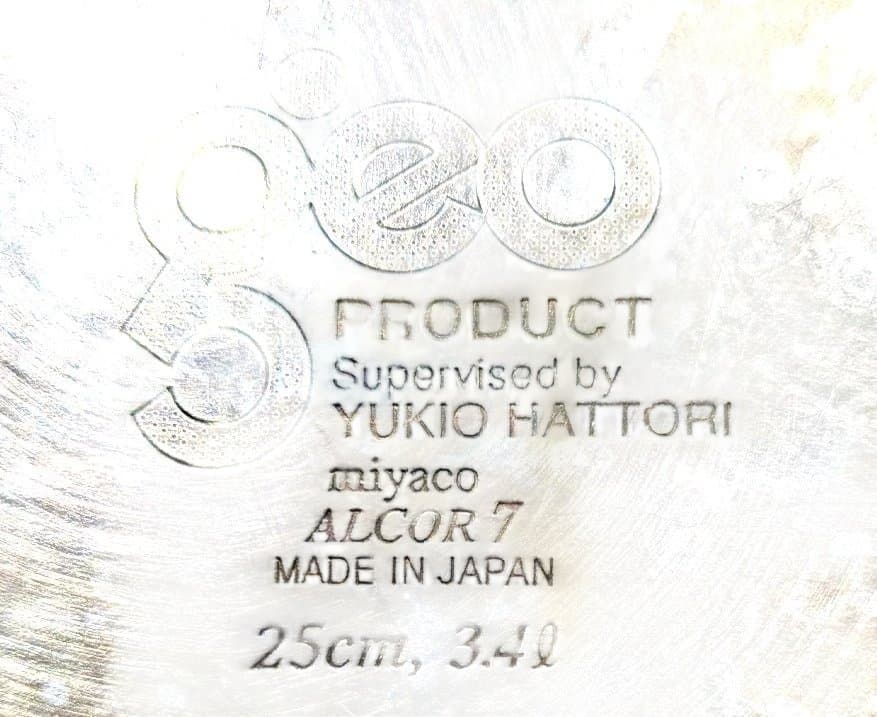 geo
PRODUCT
Supervised by
YUKIO HATTORI
miyaco
ALCOR 7
MADE IN JAPAN
25cm, 3.4ℓ